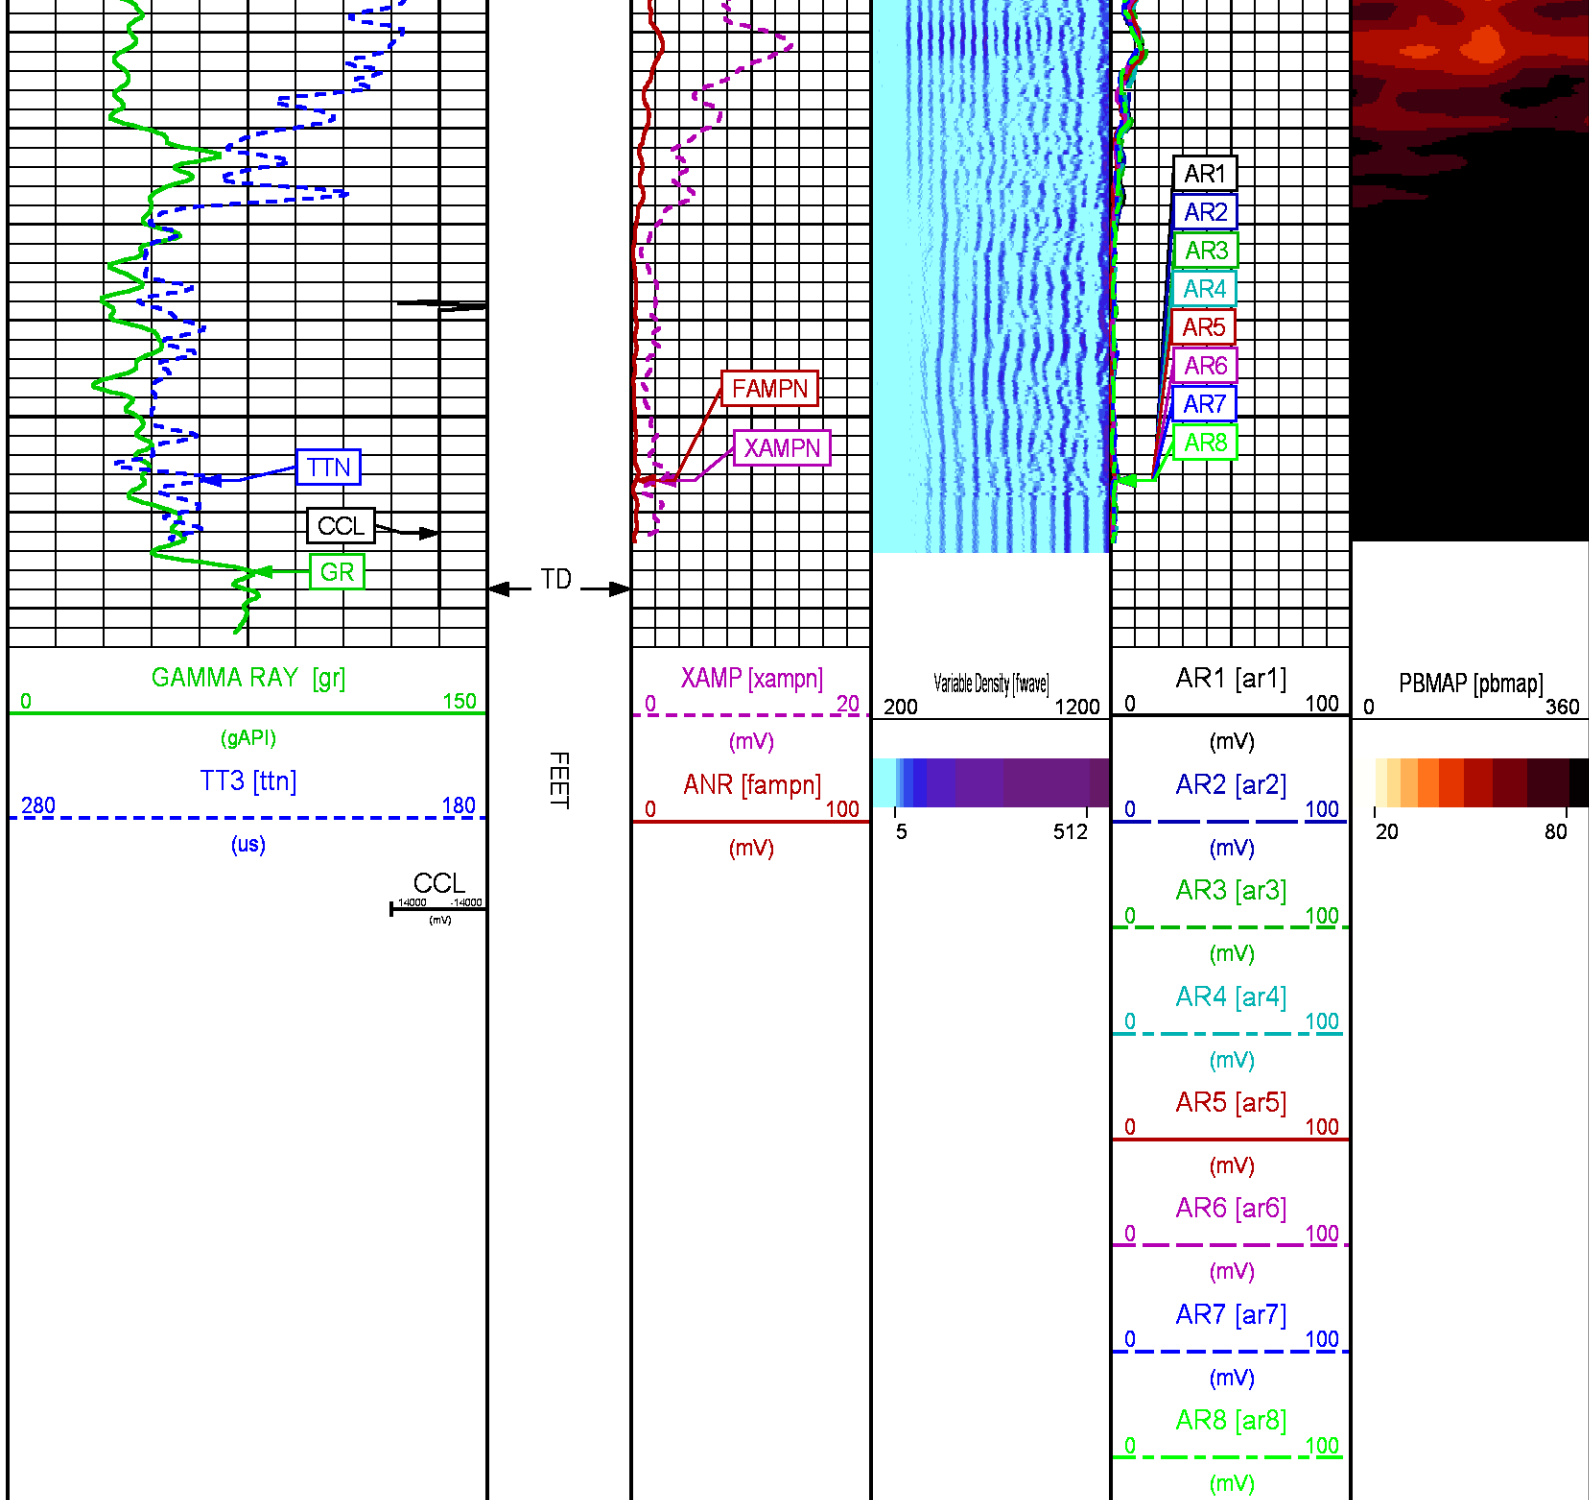 AR1
AR2
AR3
AR4
AR5
AR6
AR7
AR8
FAMPN
XAMPN
TTN
CCL
GR
TD
GAMMA RAY [gr]
0 150
(gAPI)
TT3 [ttn]
280 180
(us)
CCL
14000 -14000
(mV)
FEET
XAMP [xampn]
0 20
(mV)
ANR [fampn]
0 100
(mV)
Variable Density [fwave]
200 1200
5 512
AR1 [ar1]
0 100
(mV)
AR2 [ar2]
0 100
(mV)
AR3 [ar3]
0 100
(mV)
AR4 [ar4]
0 100
(mV)
AR5 [ar5]
0 100
(mV)
AR6 [ar6]
0 100
(mV)
AR7 [ar7]
0 100
(mV)
AR8 [ar8]
0 100
(mV)
PBMAP [pbmap]
0 360
20 80